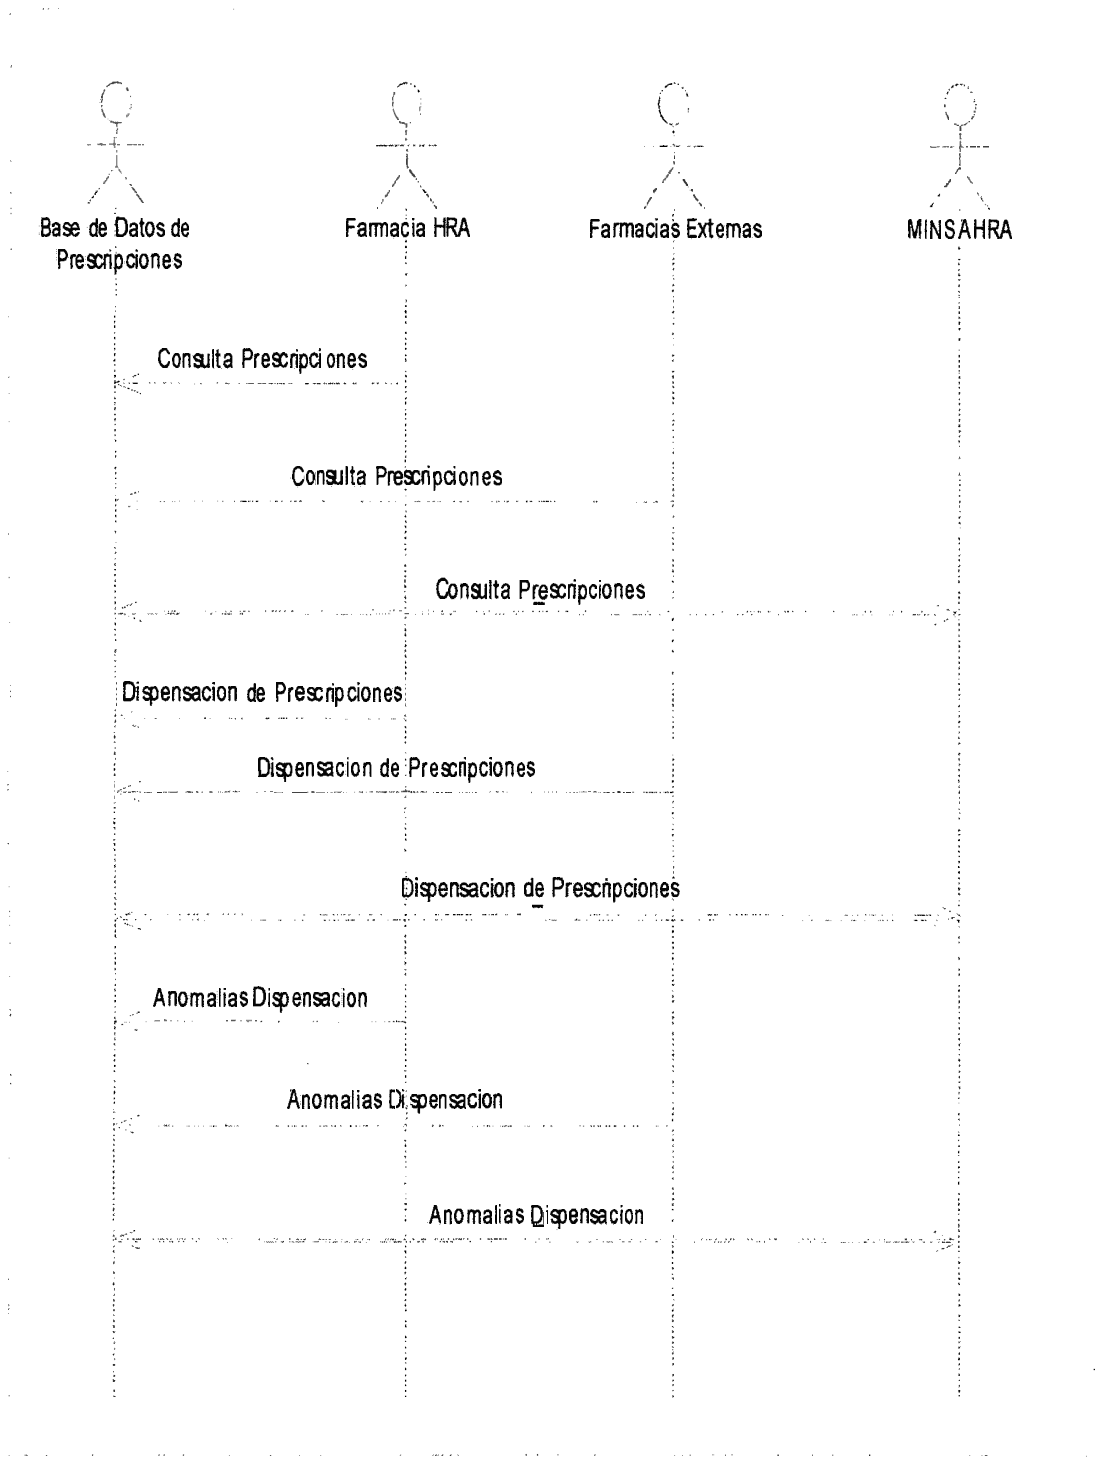 Base de Datos de
Prescripciones
Farmacia HRA
Farmacias Externas
MINSAHRA
Consulta Prescripciones
Consulta Prescripciones
Consulta Prescripciones
Dispensacion de Prescripciones
Dispensacion de Prescripciones
Dispensacion de Prescripciones
Anomalias Dispensacion
Anomalias Dispensacion
Anomalias Dispensacion